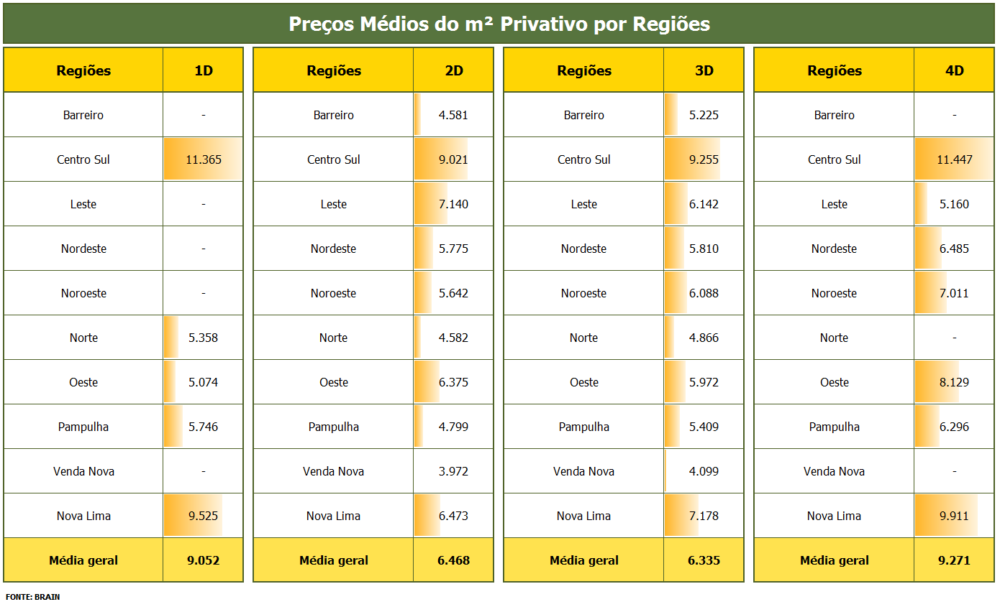 Preços Médios do m² Privativo por Regiões
Regiões 1D Regiões 2D Regiões 3D Regiões 4D
Barreiro - Barreiro 4.581 Barreiro 5.225 Barreiro -
Centro Sul 11.365 Centro Sul 9.021 Centro Sul 9.255 Centro Sul 11.447
Leste - Leste 7.140 Leste 6.142 Leste 5.160
Nordeste - Nordeste 5.775 Nordeste 5.810 Nordeste 6.485
Noroeste - Noroeste 5.642 Noroeste 6.088 Noroeste 7.011
Norte 5.358 Norte 4.582 Norte 4.866 Norte -
Oeste 5.074 Oeste 6.375 Oeste 5.972 Oeste 8.129
Pampulha 5.746 Pampulha 4.799 Pampulha 5.409 Pampulha 6.296
Venda Nova - Venda Nova 3.972 Venda Nova 4.099 Venda Nova -
Nova Lima 9.525 Nova Lima 6.473 Nova Lima 7.178 Nova Lima 9.911
Média geral 9.052 Média geral 6.468 Média geral 6.335 Média geral 9.271
FONTE: BRAIN